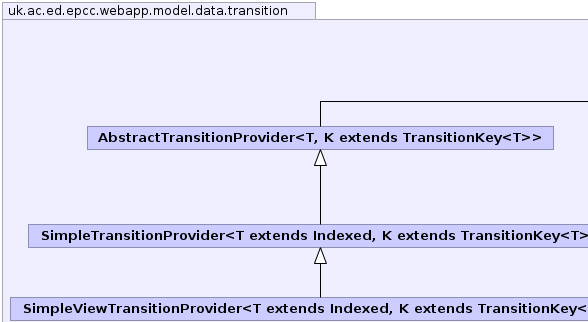 uk.ac.ed.epcc.webapp.model.data.transition
AbstractTransitionProvider<T, K extends TransitionKey<T>>
SimpleTransitionProvider<T extends Indexed, K extends TransitionKey<T>
SimpleViewTransitionProvider<T extends Indexed, K extends TransitionKey<